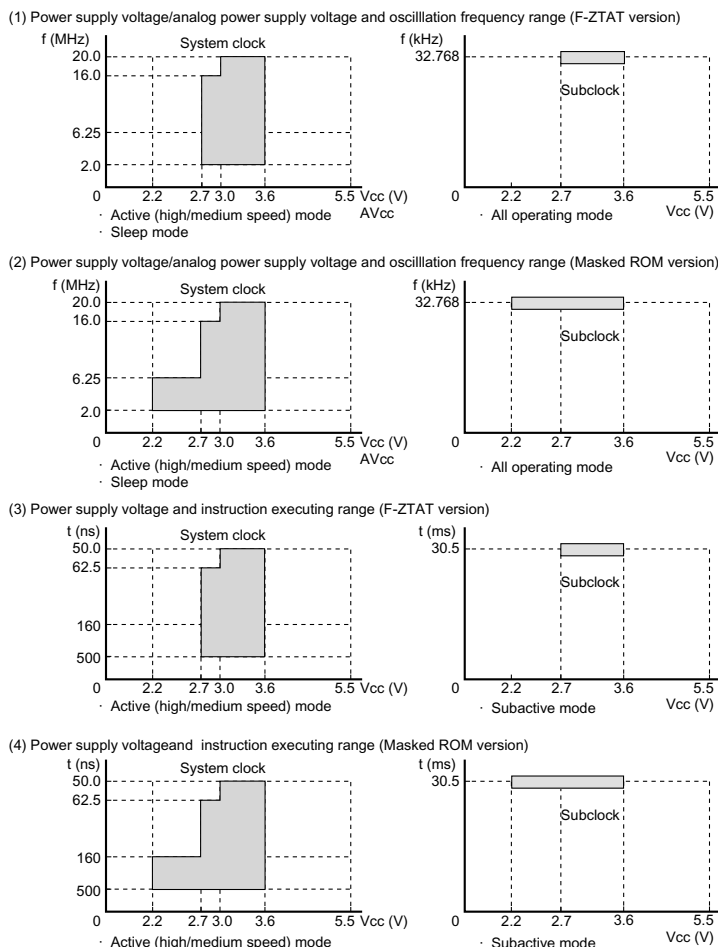 (1) Power supply voltage/analog power supply voltage and oscilllation frequency range (F-ZTAT version)
f (MHz)
System clock
20.0
16.0
6.25
2.0
0 2.2 2.7 3.0 3.6 5.5 Vcc (V)
AVcc
· Active (high/medium speed) mode
· Sleep mode
f (kHz)
32.768
Subclock
0 2.2 2.7 3.6 5.5
Vcc (V)
· All operating mode
(2) Power supply voltage/analog power supply voltage and oscilllation frequency range (Masked ROM version)
f (MHz)
System clock
20.0
16.0
6.25
2.0
0 2.2 2.7 3.0 3.6 5.5 Vcc (V)
AVcc
· Active (high/medium speed) mode
· Sleep mode
f (kHz)
32.768
Subclock
0 2.2 2.7 3.6 5.5
Vcc (V)
· All operating mode
(3) Power supply voltage and instruction executing range (F-ZTAT version)
t (ns)
System clock
50.0
62.5
160
500
0 2.2 2.7 3.0 3.6 5.5 Vcc (V)
· Active (high/medium speed) mode
t (ms)
30.5
Subclock
0 2.2 2.7 3.6 5.5
Vcc (V)
· Subactive mode
(4) Power supply voltageand instruction executing range (Masked ROM version)
t (ns)
System clock
50.0
62.5
160
500
0 2.2 2.7 3.0 3.6 5.5 Vcc (V)
· Active (high/medium speed) mode
t (ms)
30.5
Subclock
0 2.2 2.7 3.6 5.5
Vcc (V)
· Subactive mode